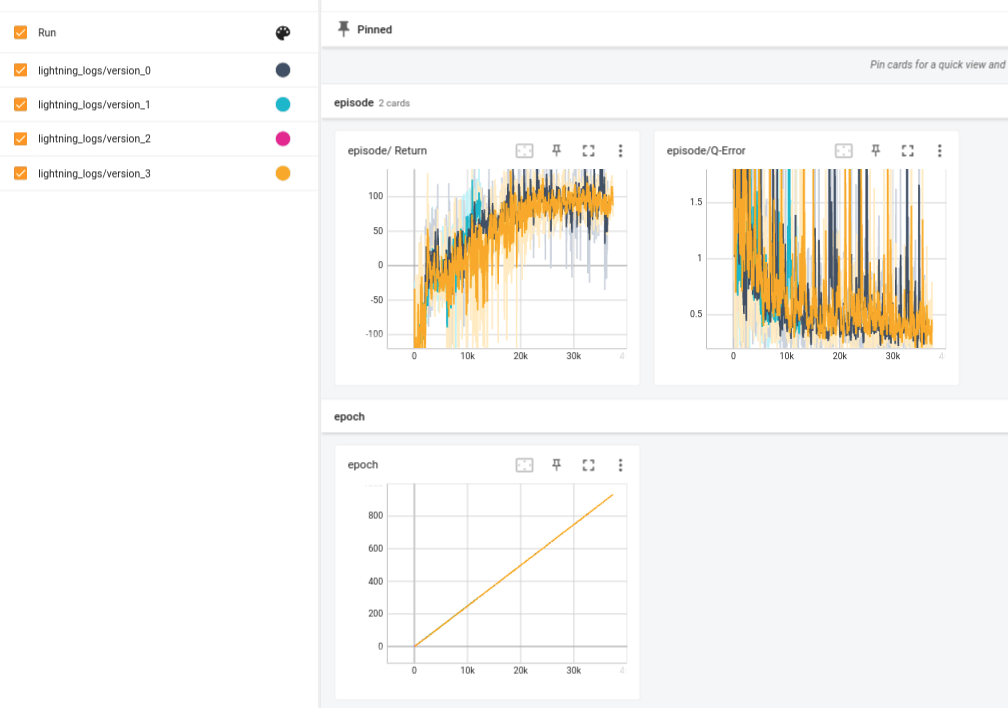 Run
lightning_logs/version_0
lightning_logs/version_1
lightning_logs/version_2
lightning_logs/version_3
Pinned
Pin cards for a quick view and
episode 2 cards
episode/ Return
100
50
0
-50
-100
0 10k 20k 30k 4
episode/Q-Error
1.5
1
0.5
0 10k 20k 30k 4
epoch
epoch
800
600
400
200
0
0 10k 20k 30k 4